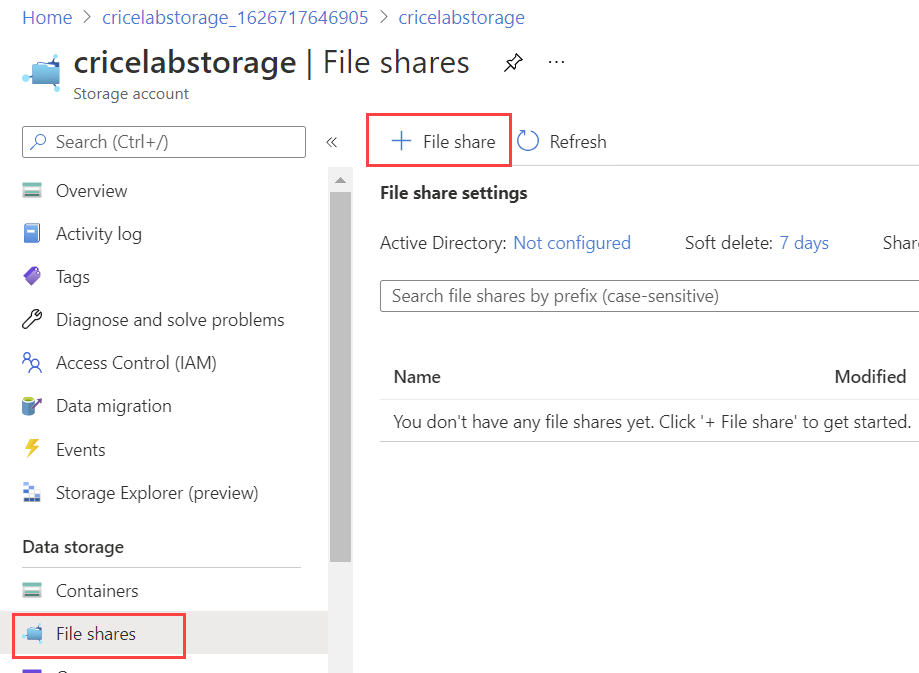 Home > cricelabstorage_1626717646905 > cricelabstorage
cricelabstorage | File shares ...
Storage account
Search (Ctrl+/) «
+ File share Refresh
Overview
Activity log
Tags
Diagnose and solve problems
Access Control (IAM)
Data migration
Events
Storage Explorer (preview)
Data storage
Containers
File shares
File share settings
Active Directory: Not configured Soft delete: 7 days Shar
Search file shares by prefix (case-sensitive)
Name Modified
You don't have any file shares yet. Click '+ File share' to get started.